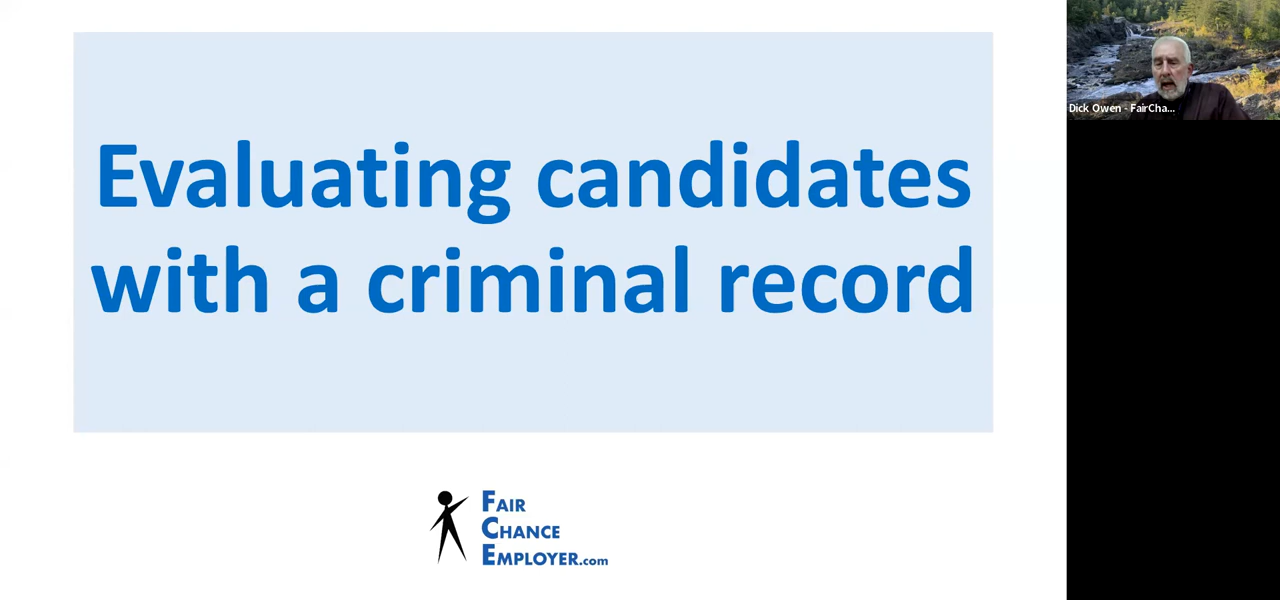 Evaluating candidates
with a criminal record
FAIR
CHANCE
EMPLOYER.com
Dick Owen - FairCha...